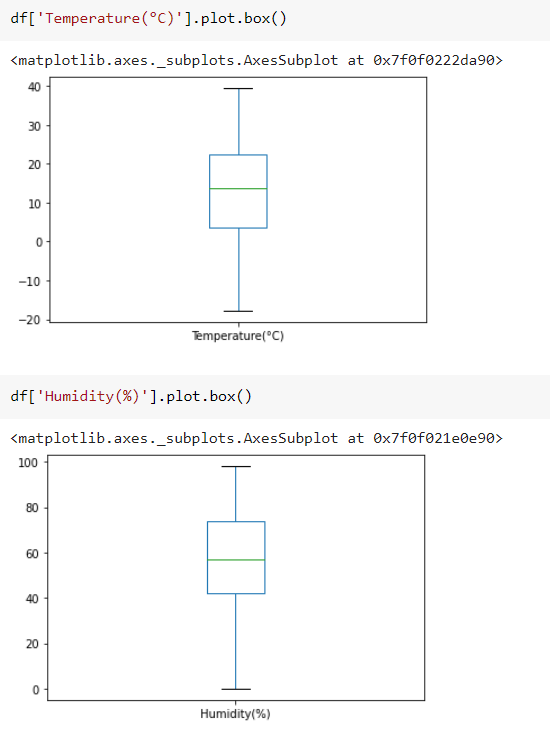 df['Temperature(°C)'].plot.box()
<matplotlib.axes._subplots.AxesSubplot at 0x7f0f0222da90>
40
30
20
10
0
−10
−20
Temperature(°C)
df['Humidity(%)'].plot.box()
<matplotlib.axes._subplots.AxesSubplot at 0x7f0f021e0e90>
100
80
60
40
20
0
Humidity(%)